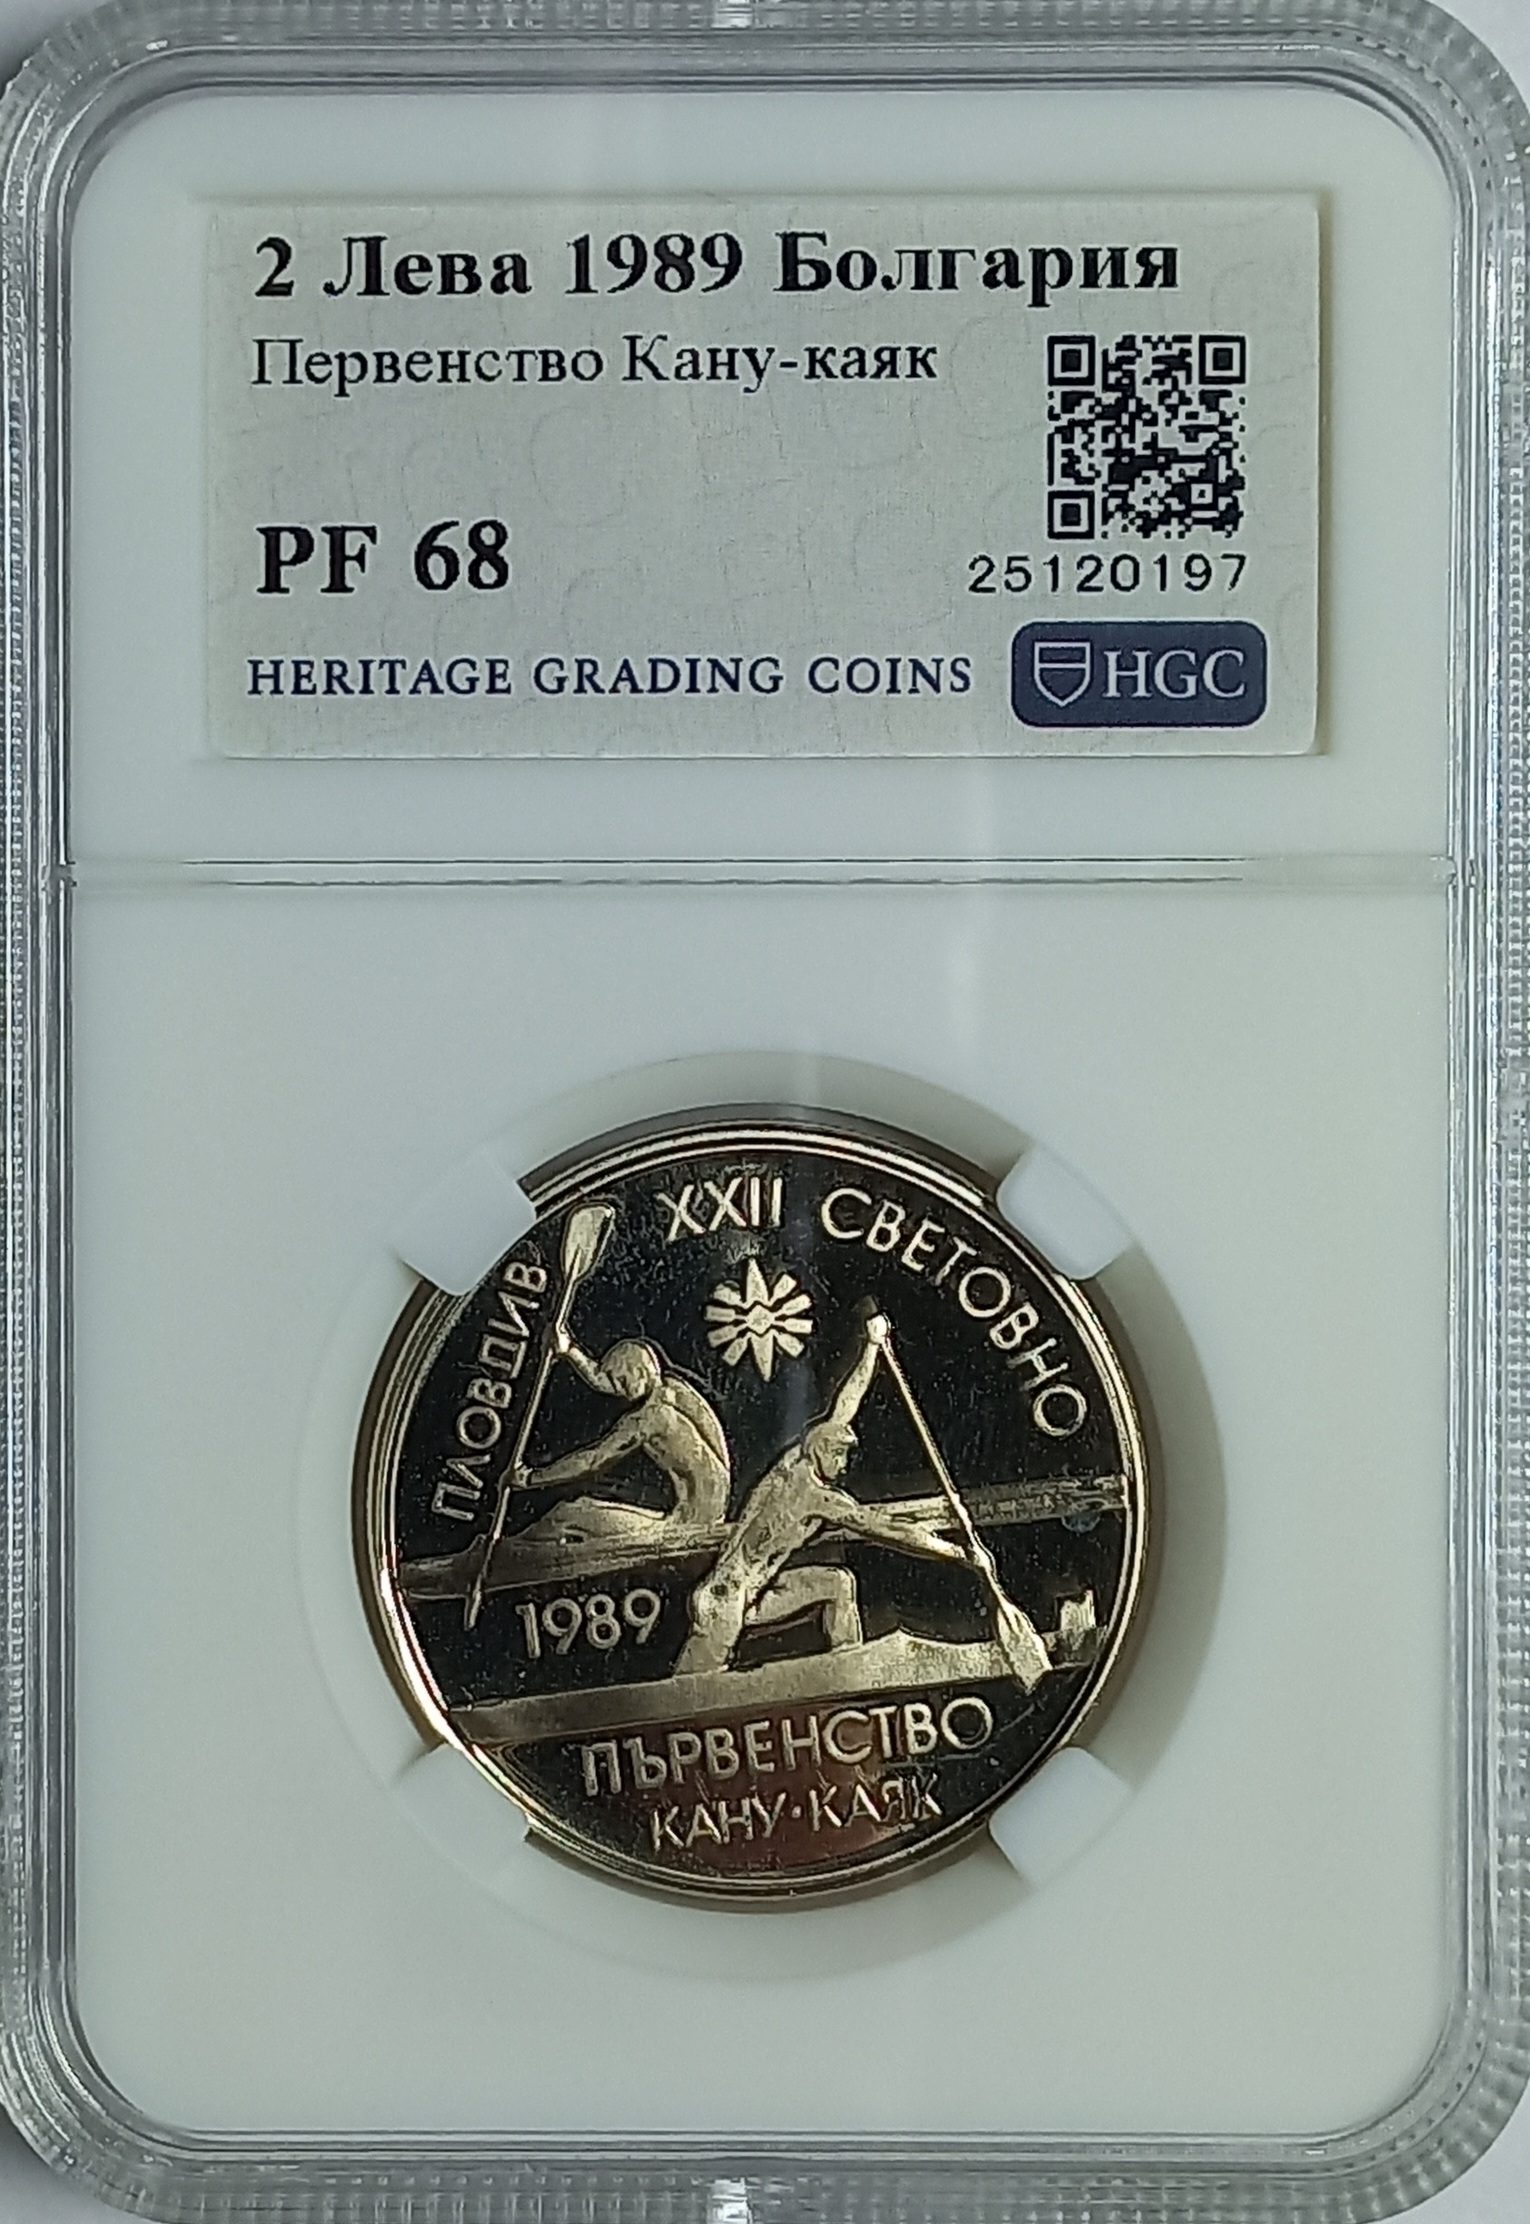 2 Лева 1989 Болгария
Первенство Кану-каяк
PF 68
25120197
HERITAGE GRADING COINS
HGC
ПЛОВДИВ
XXII СВЕТОВНО
1989
ПЪРВЕНСТВО
КАНУ·КАЯК